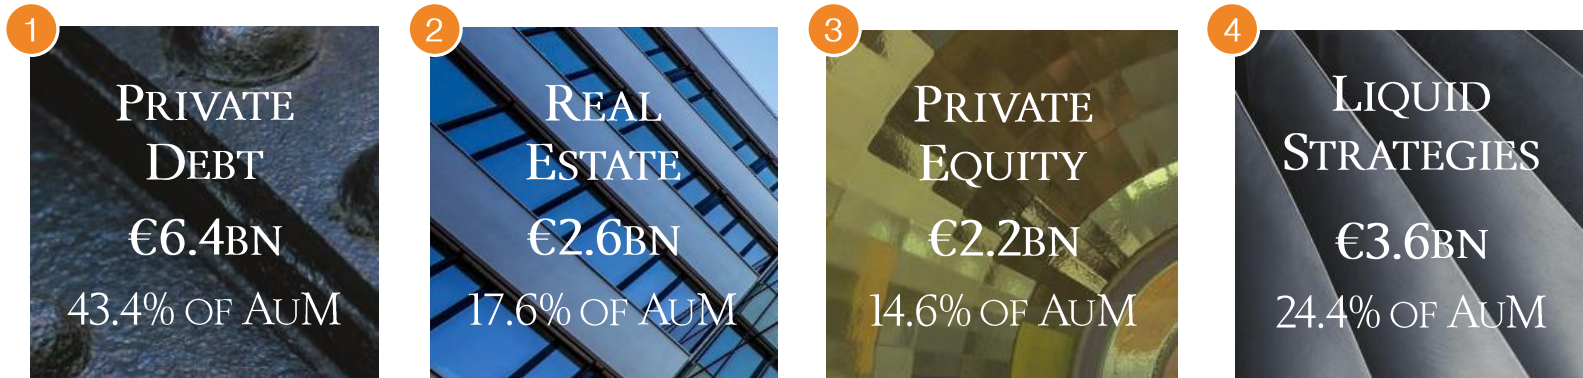 1
PRIVATE
DEBT
€6.4BN
43.4% OF AUM
2
REAL
ESTATE
€2.6BN
17.6% OF AUM
3
PRIVATE
EQUITY
€2.2BN
14.6% OF AUM
4
LIQUID
STRATEGIES
€3.6BN
24.4% OF AUM